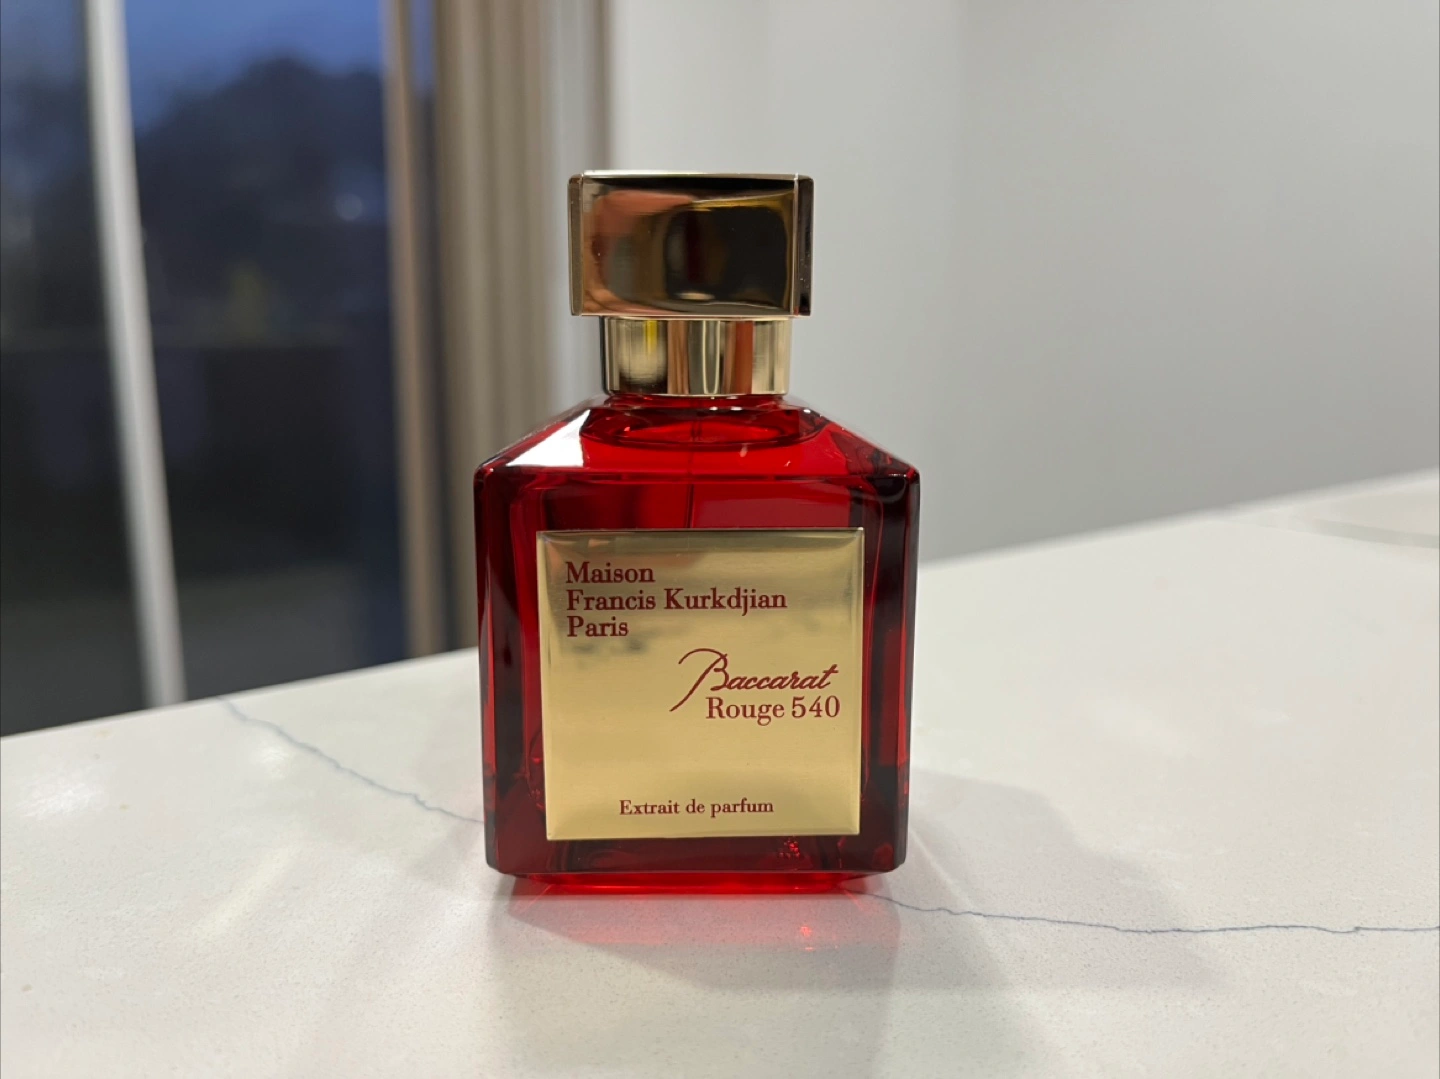 Maison
Francis Kurkdjian
Paris
Baccarat
Rouge 540
Extrait de parfum